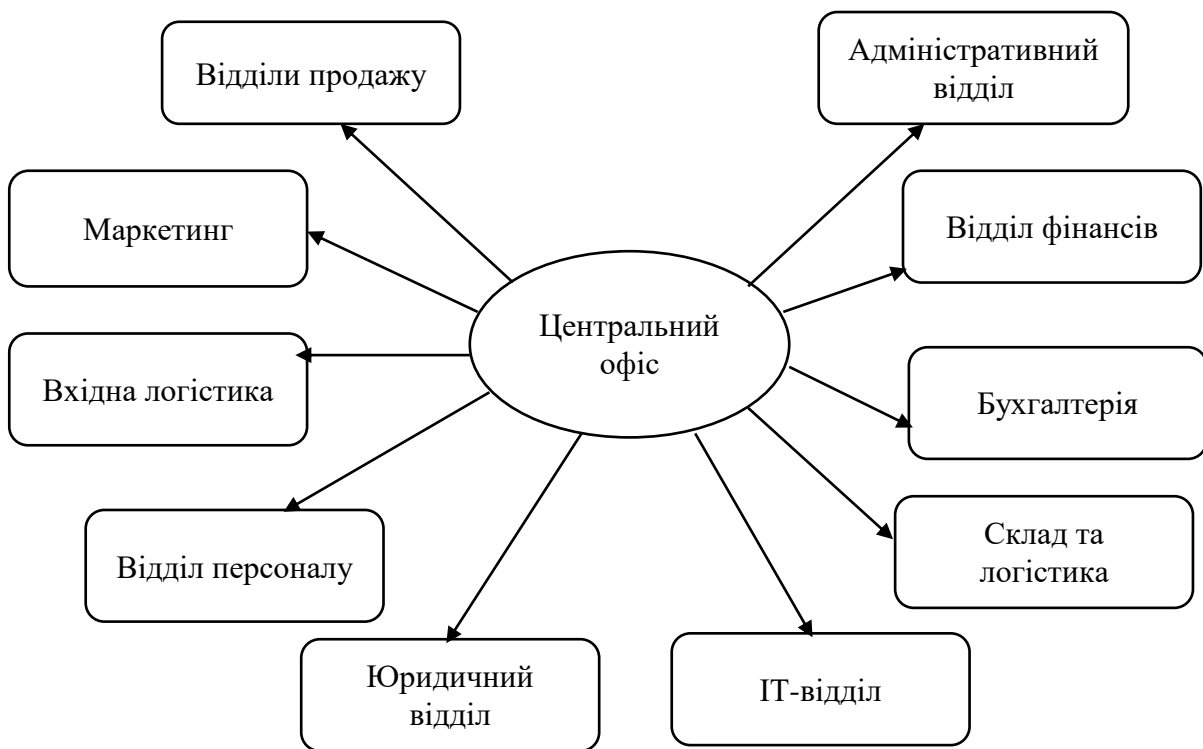 Відділи продажу
Адміністративний
відділ
Маркетинг
Відділ фінансів
Центральний
офіс
Вхідна логістика
Бухгалтерія
Відділ персоналу
Склад та
логістика
Юридичний
відділ
ІТ-відділ